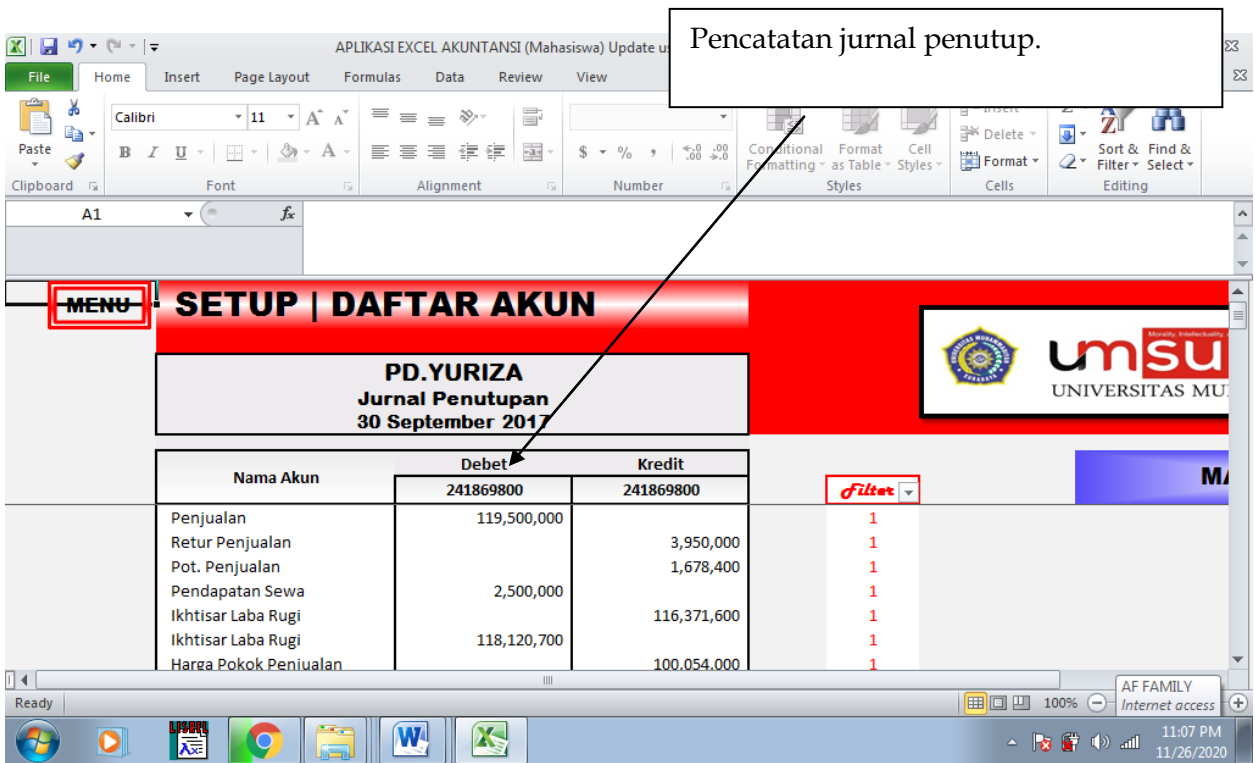 Pencatatan jurnal penutup.
APLIKASI EXCEL AKUNTANSI (Mahasiswa) Update
File Home Insert Page Layout Formulas Data Review View
Calibri 11
Paste
Delete
Format
Conditional Formatting
Format as Table
Cell Styles
Sort & Filter
Find & Select
Clipboard Font Alignment Number Styles Cells Editing
A1 fx
MENU
SETUP | DAFTAR AKUN
PD.YURIZA
Jurnal Penutupan
30 September 2017
umsu
UNIVERSITAS MU
Nama Akun Debet Kredit
241869800 241869800
Filter
MA
Penjualan 119,500,000 1
Retur Penjualan 3,950,000 1
Pot. Penjualan 1,678,400 1
Pendapatan Sewa 2,500,000 1
Ikhtisar Laba Rugi 116,371,600 1
Ikhtisar Laba Rugi 118,120,700 1
Harga Pokok Penjualan 100,054,000 1
Ready
100%
AF FAMILY
Internet access
11:07 PM
11/26/2020